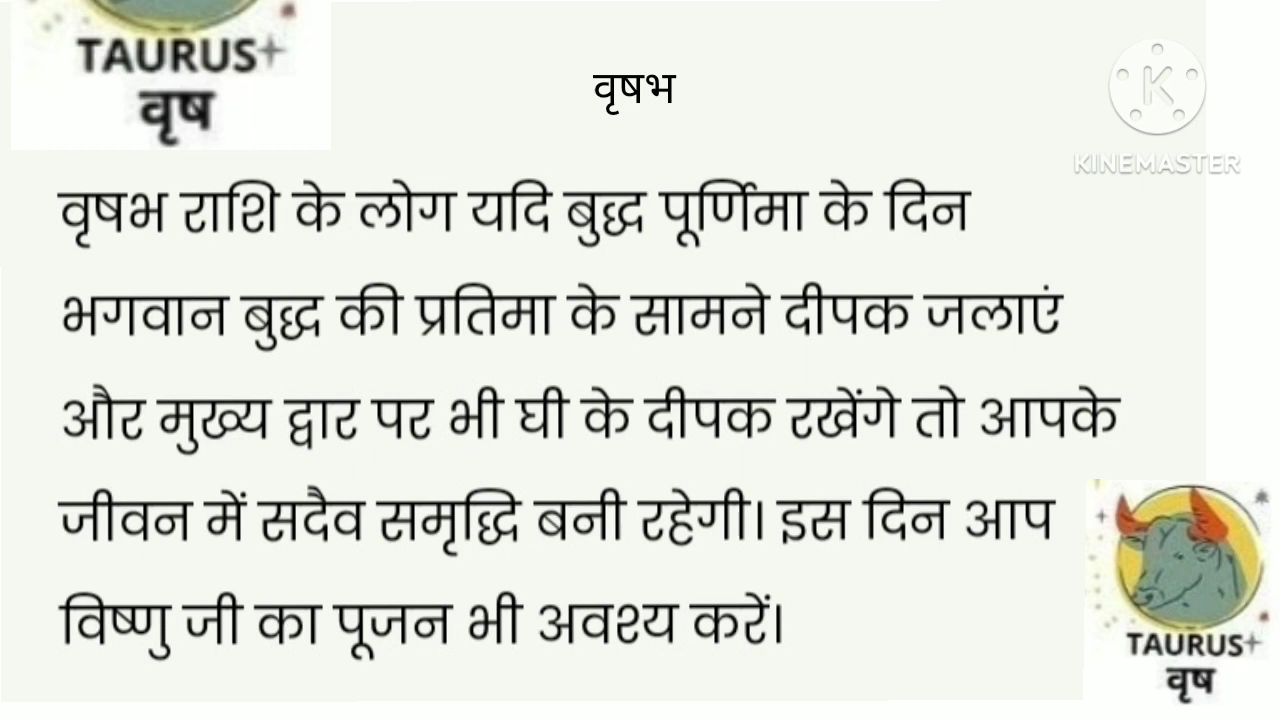 TAURUS
वृष
वृषभ
KINEMASTER
वृषभ राशि के लोग यदि बुद्ध पूर्णिमा के दिन
भगवान बुद्ध की प्रतिमा के सामने दीपक जलाएं
और मुख्य द्वार पर भी घी के दीपक रखेंगे तो आपके
जीवन में सदैव समृद्धि बनी रहेगी। इस दिन आप
विष्णु जी का पूजन भी अवश्य करें।
TAURUS
वृष